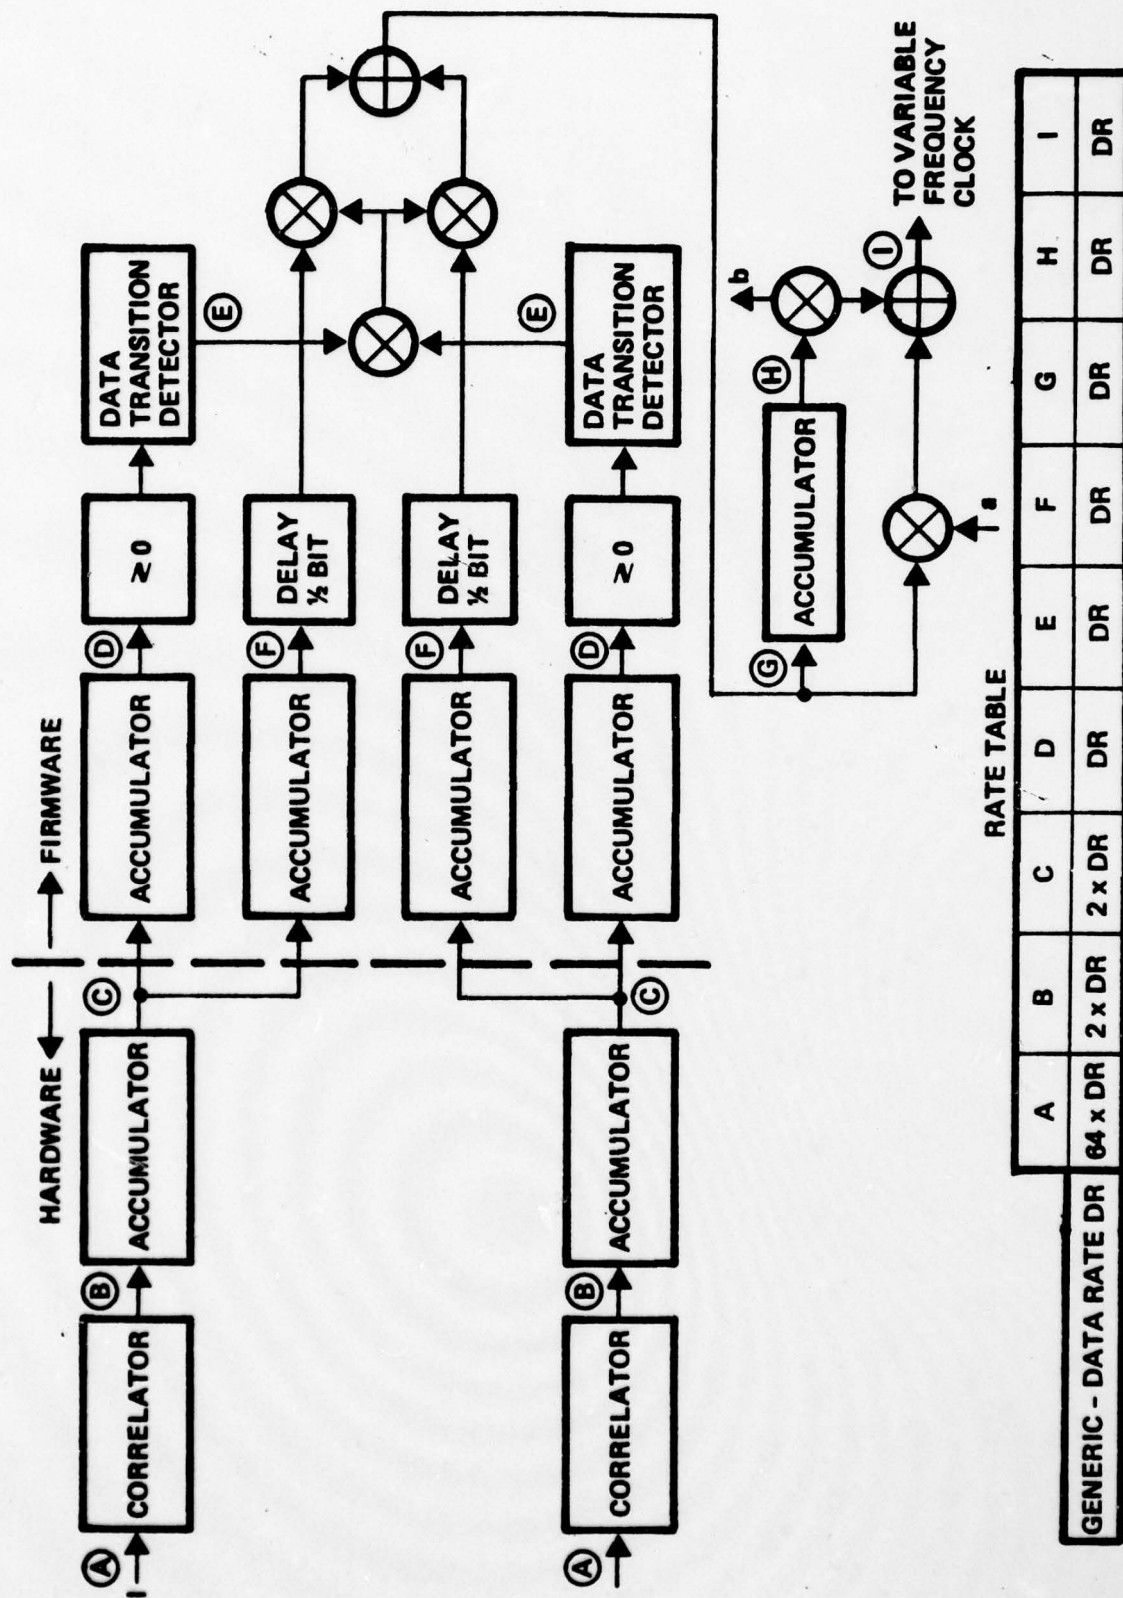 HARDWARE
FIRMWARE
A
B
C
D
I
CORRELATOR
ACCUMULATOR
ACCUMULATOR
≥ 0
DATA
TRANSITION
DETECTOR
E
F
ACCUMULATOR
DELAY
½ BIT
F
ACCUMULATOR
DELAY
½ BIT
E
A
B
C
D
CORRELATOR
ACCUMULATOR
ACCUMULATOR
≥ 0
DATA
TRANSITION
DETECTOR
G
ACCUMULATOR
H
b
I
a
TO VARIABLE
FREQUENCY
CLOCK
RATE TABLE
A B C D E F G H I
GENERIC - DATA RATE DR 64 x DR 2 x DR 2 x DR DR DR DR DR DR DR